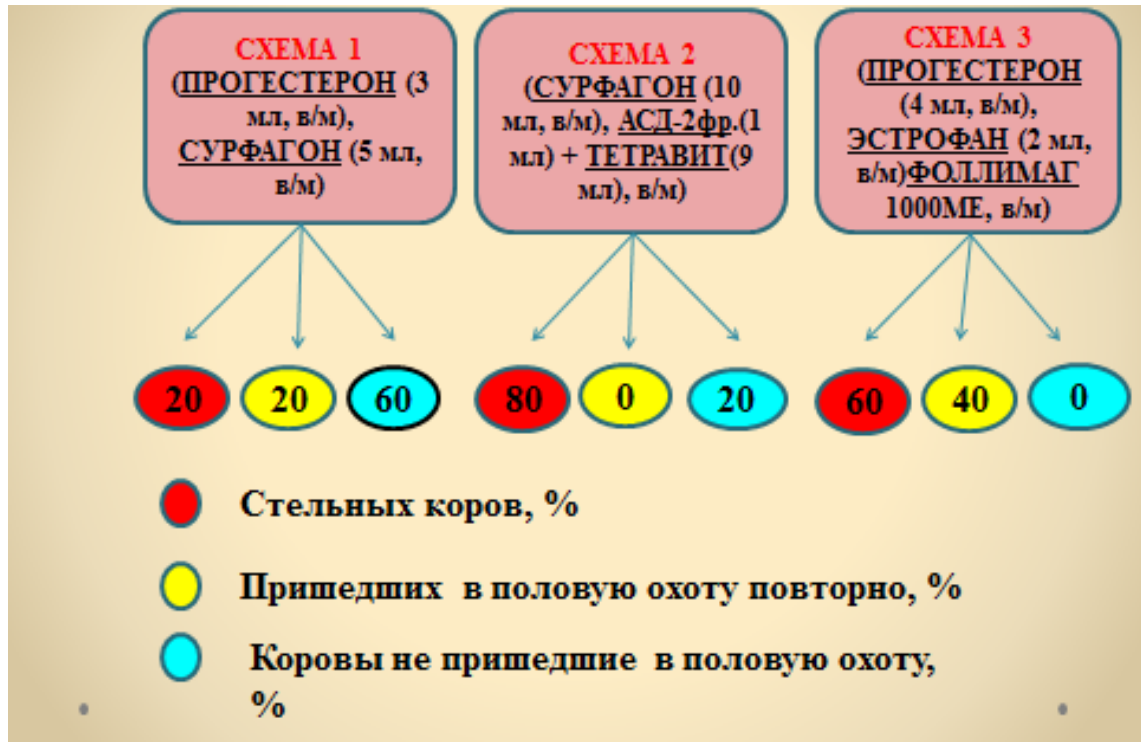 СХЕМА 1
(ПРОГЕСТЕРОН (3
мл, в/м),
СУРФАГОН (5 мл,
в/м)
СХЕМА 2
(СУРФАГОН (10
мл, в/м), АСД-2фр.(1
мл) + ТЕТРАВИТ(9
мл), в/м)
СХЕМА 3
(ПРОГЕСТЕРОН
(4 мл, в/м),
ЭСТРОФАН (2 мл,
в/м)ФОЛЛИМАГ
1000МЕ, в/м)
20 20 60 80 0 20 60 40 0
Стельных коров, %
Пришедших в половую охоту повторно, %
Коровы не пришедшие в половую охоту,
%